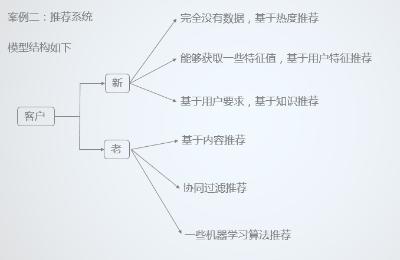 案例二：推荐系统
模型结构如下
完全没有数据，基于热度推荐
能够获取一些特征值，基于用户特征推荐
新
基于用户要求，基于知识推荐
客户
基于内容推荐
老
协同过滤推荐
一些机器学习算法推荐